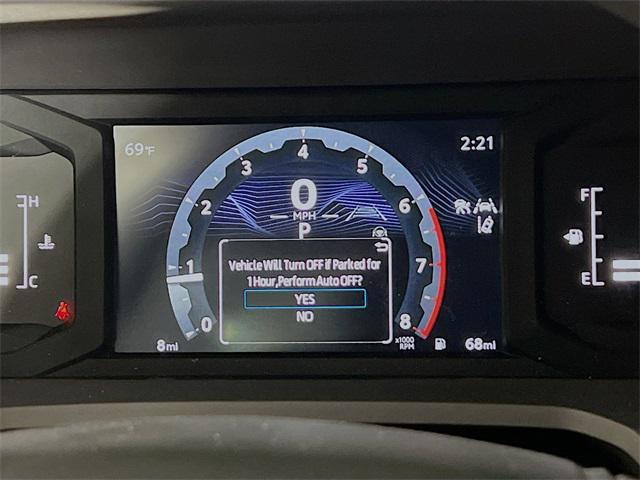 69°F
2:21
4
3
5
2
6
0
MPH
P
H
F
Vehicle Will Turn OFF if Parked for
1 Hour,Perform Auto OFF?
1
7
YES
NO
C
E
0
8
x1000
RPM
8mi
68mi